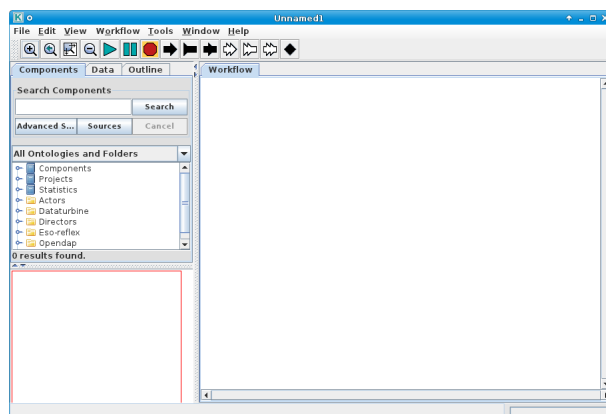 Unnamed1
File Edit View Workflow Tools Window Help
Components Data Outline
Workflow
Search Components
Search
Advanced S... Sources Cancel
All Ontologies and Folders
Components
Projects
Statistics
Actors
Dataturbine
Directors
Eso-reflex
Opendap
0 results found.